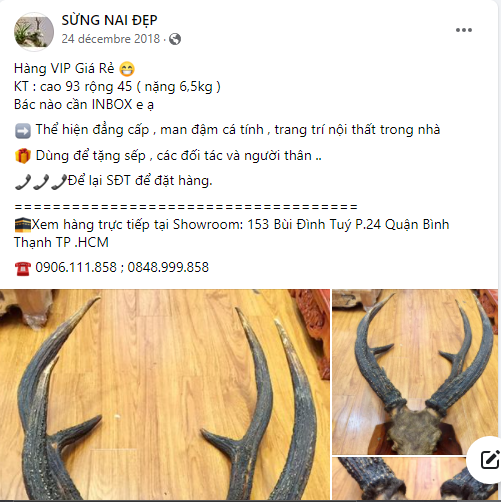 SỪNG NAI ĐẸP
24 décembre 2018 ·
Hàng VIP Giá Rẻ 😁
KT : cao 93 rộng 45 ( nặng 6,5kg )
Bác nào cần INBOX e ạ
➡️ Thể hiện đẳng cấp , man đậm cá tính , trang trí nội thất trong nhà
🎁 Dùng để tặng sếp , các đối tác và người thân ..
📞📞📞Để lại SĐT để đặt hàng.
===================================
Xem hàng trực tiếp tại Showroom: 153 Bùi Đình Tuý P.24 Quận Bình
Thạnh TP .HCM
☎️ 0906.111.858 ; 0848.999.858